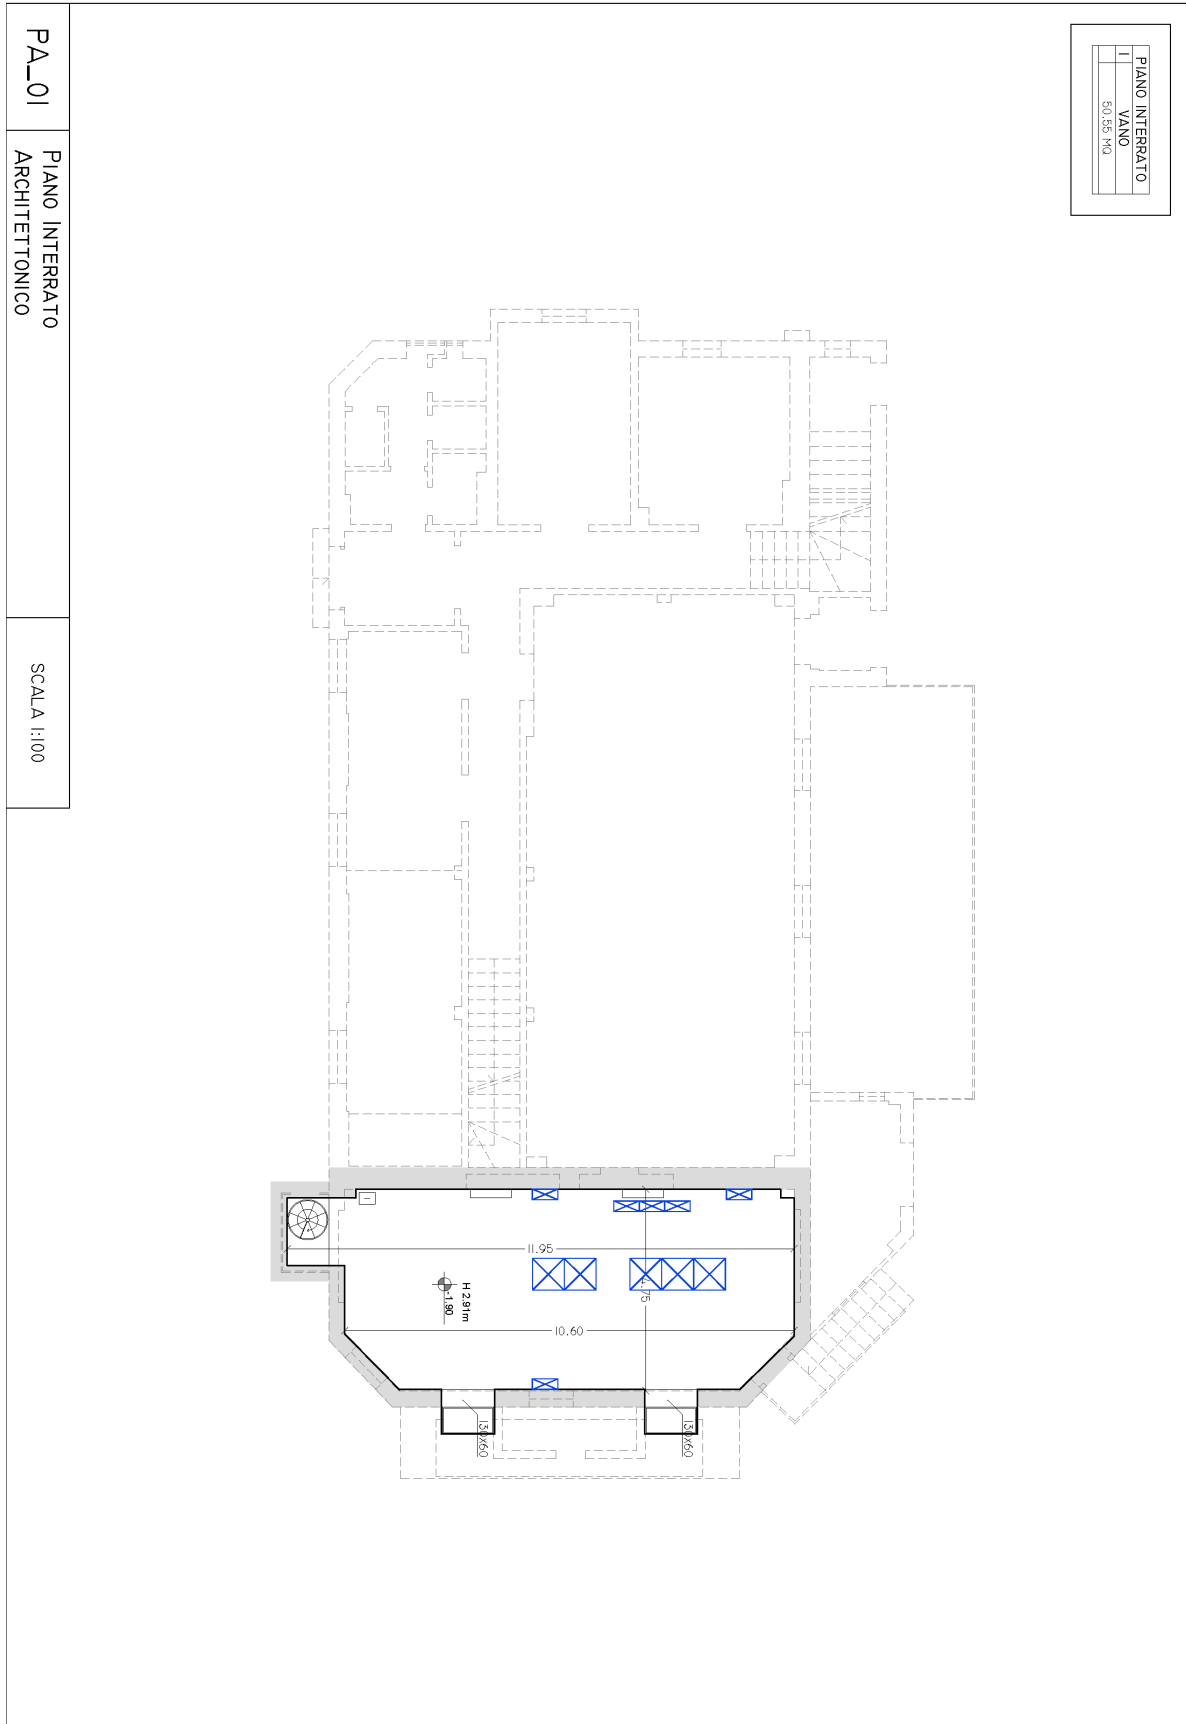 PA_01
PIANO INTERRATO
ARCHITETTONICO
SCALA 1:100
PIANO INTERRATO
1
VANO
50.55 MQ
1
11.95
4.75
H 2.91m
-1.90
10.60
130x60
130x60